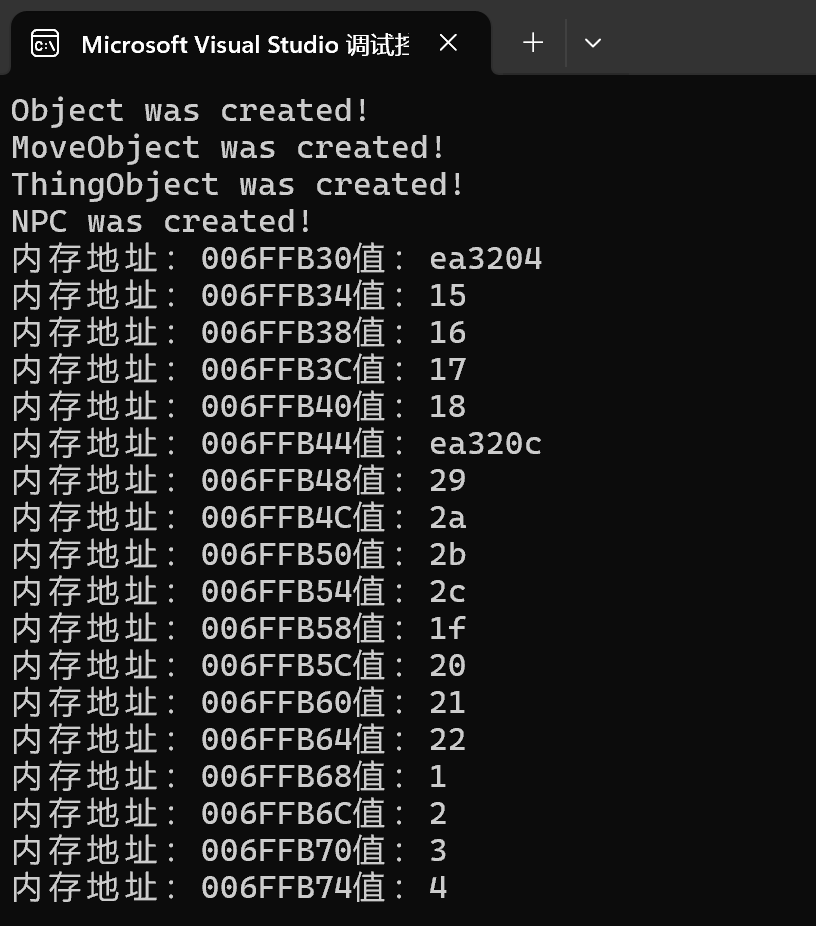 Microsoft Visual Studio 调试
Object was created!
MoveObject was created!
ThingObject was created!
NPC was created!
内存地址：006FFB30值：ea3204
内存地址：006FFB34值：15
内存地址：006FFB38值：16
内存地址：006FFB3C值：17
内存地址：006FFB40值：18
内存地址：006FFB44值：ea320c
内存地址：006FFB48值：29
内存地址：006FFB4C值：2a
内存地址：006FFB50值：2b
内存地址：006FFB54值：2c
内存地址：006FFB58值：1f
内存地址：006FFB5C值：20
内存地址：006FFB60值：21
内存地址：006FFB64值：22
内存地址：006FFB68值：1
内存地址：006FFB6C值：2
内存地址：006FFB70值：3
内存地址：006FFB74值：4